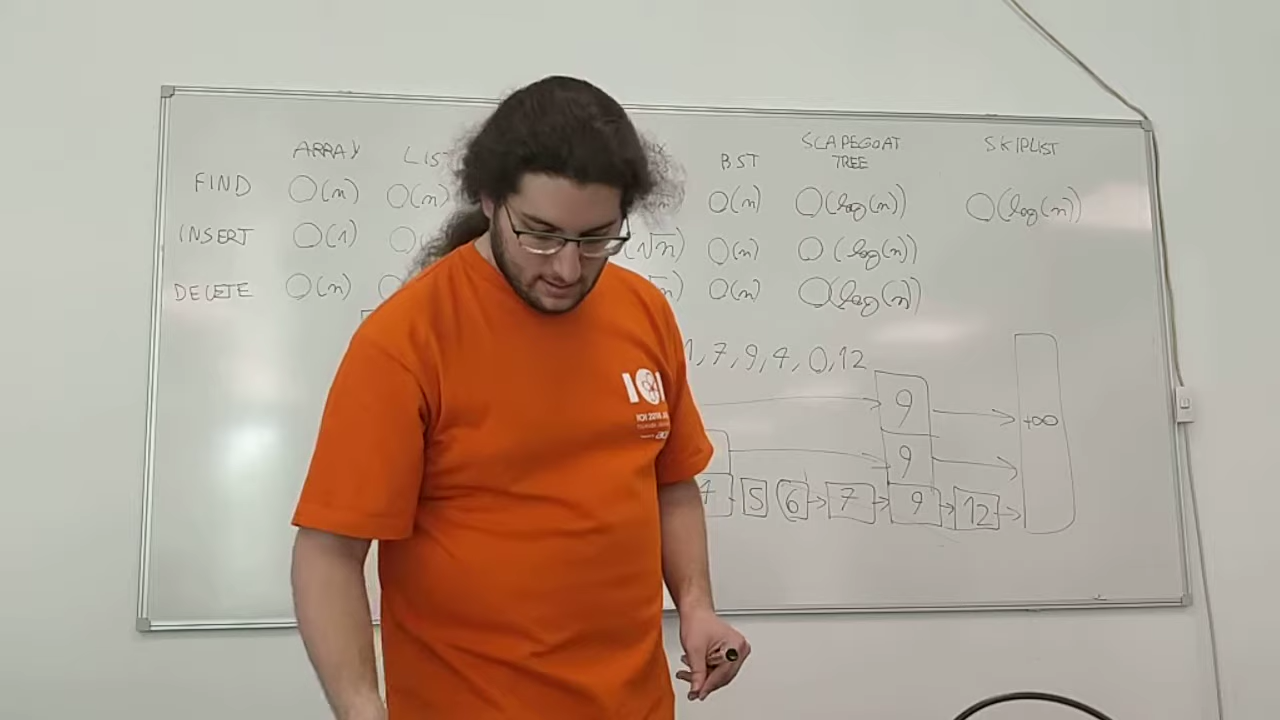 ARRAY BST SCAPEGOAT TREE SKIPLIST
FIND O(n) O(n) O(n) O(log(n)) O(log(n))
INSERT O(1) (√n) O(n) O(log(n))
DELETE O(n) O(n) O(log(n))
1, 7, 9, 4, 0, 12
9
9 +∞
5 6 7 9 12
IOI